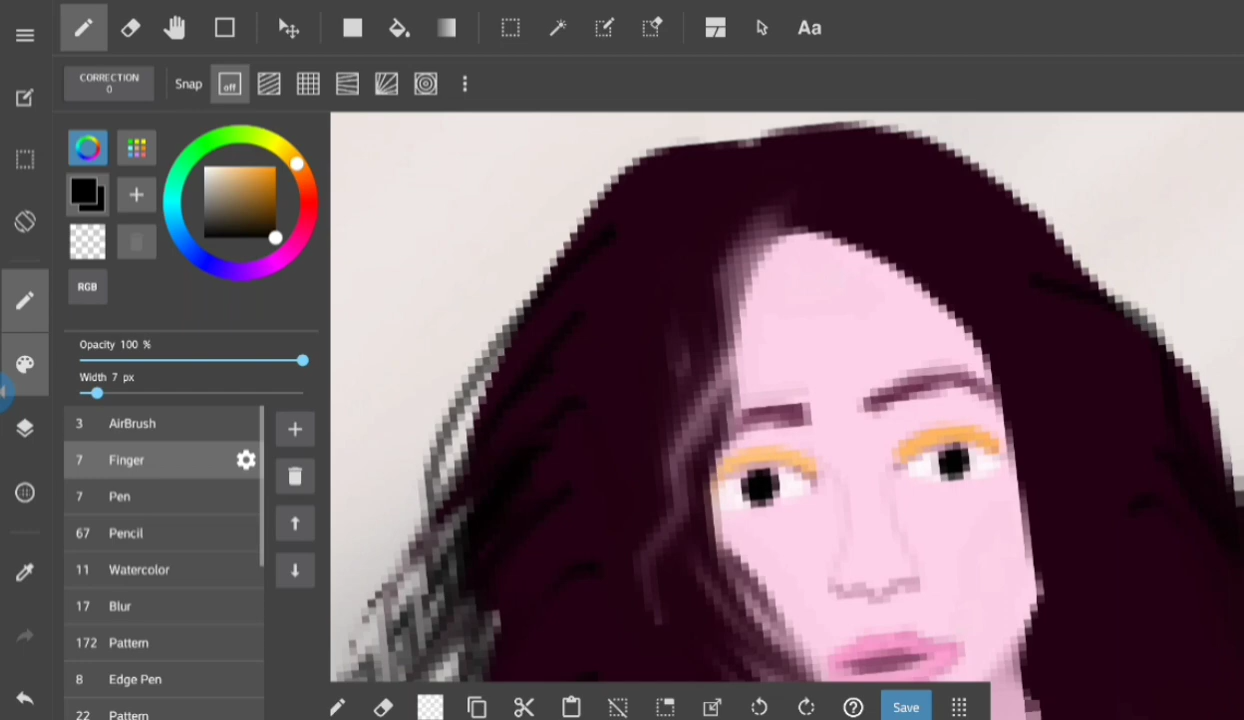 Aa
CORRECTION
0
Snap
off
RGB
Opacity 100 %
Width 7 px
3 AirBrush
7 Finger
7 Pen
67 Pencil
11 Watercolor
17 Blur
172 Pattern
8 Edge Pen
22 Pattern
Save